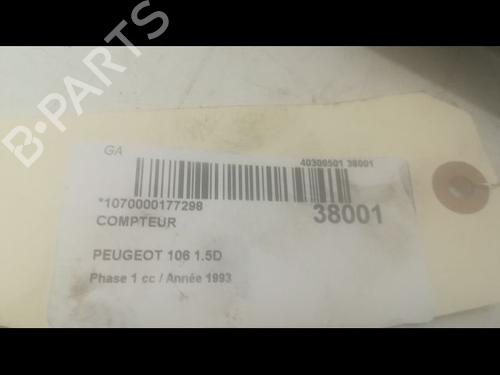 B-PARTS
GA
40300501 38001
*1070000177298
38001
COMPTEUR
PEUGEOT 106 1.5D
Phase 1 cc / Année 1993